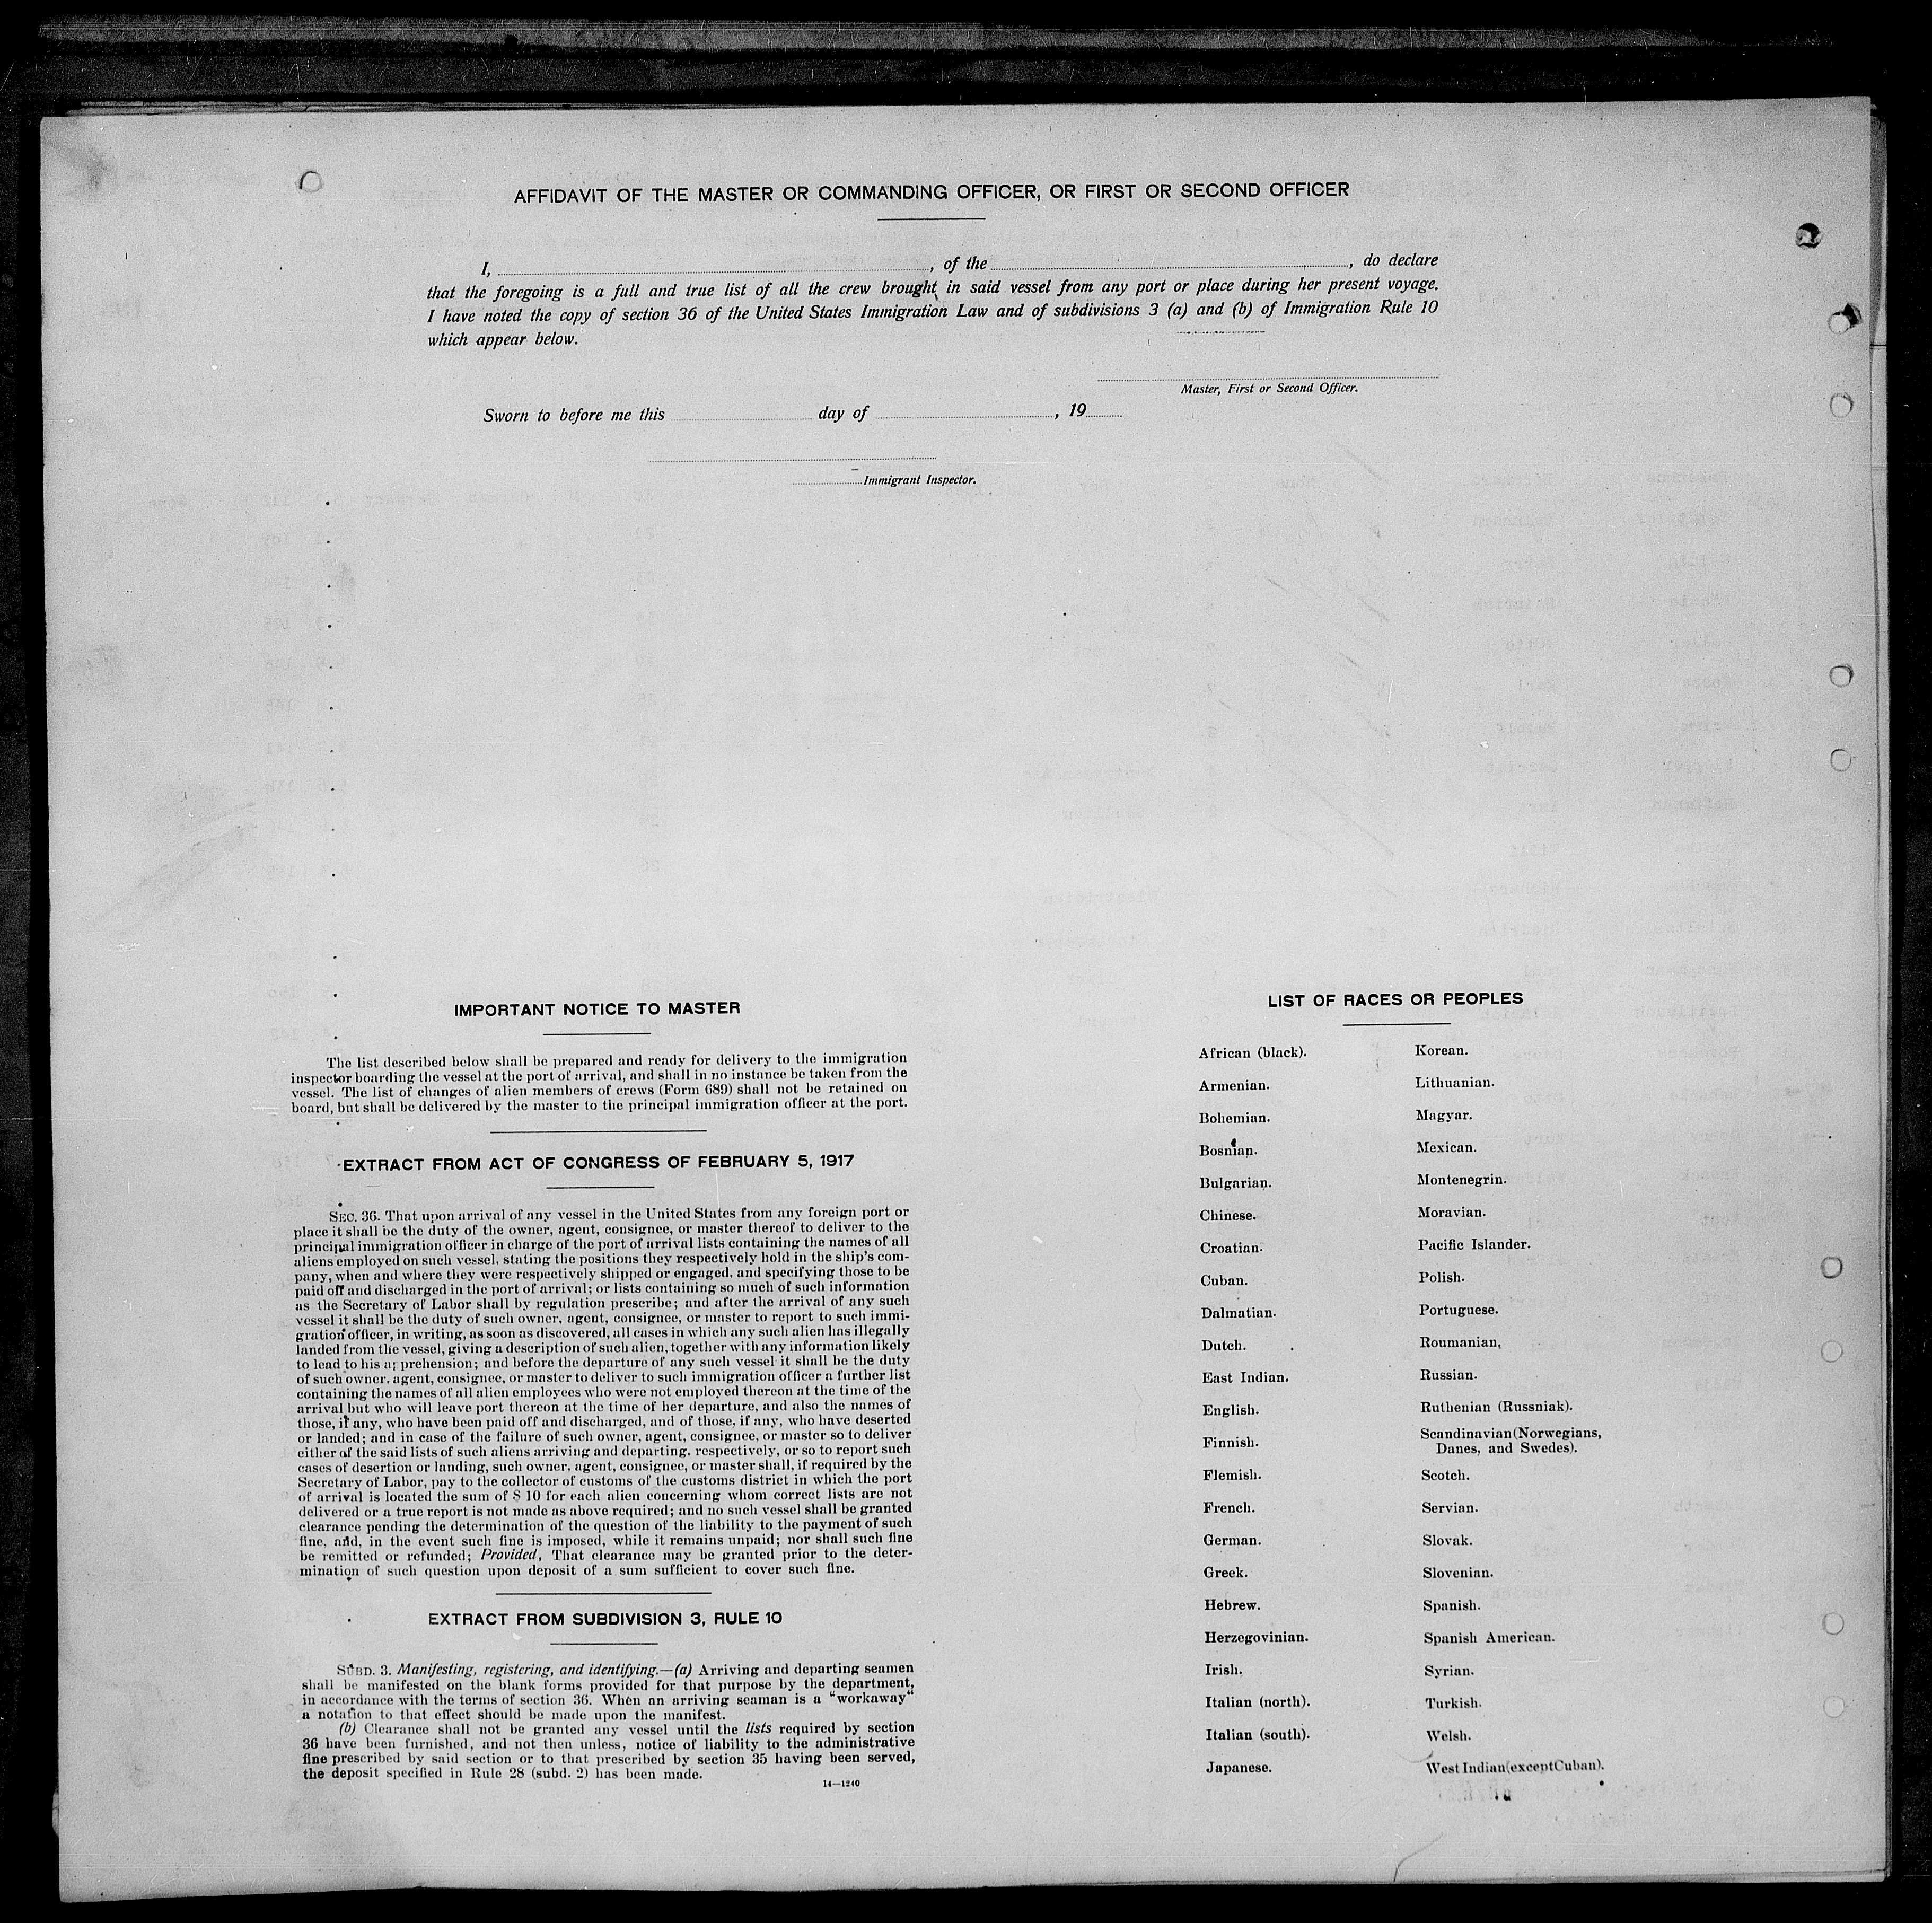 AFFIDAVIT OF THE MASTER OR COMMANDING OFFICER, OR FIRST OR SECOND OFFICER
I, , of the , do declare
that the foregoing is a full and true list of all the crew brought in said vessel from any port or place during her present voyage.
I have noted the copy of section 36 of the United States Immigration Law and of subdivisions 3 (a) and (b) of Immigration Rule 10
which appear below.
Master, First or Second Officer.
Sworn to before me this day of , 19
Immigrant Inspector.
IMPORTANT NOTICE TO MASTER
The list described below shall be prepared and ready for delivery to the immigration
inspector boarding the vessel at the port of arrival, and shall in no instance be taken from the
vessel. The list of changes of alien members of crews (Form 689) shall not be retained on
board, but shall be delivered by the master to the principal immigration officer at the port.
EXTRACT FROM ACT OF CONGRESS OF FEBRUARY 5, 1917
SEC. 36. That upon arrival of any vessel in the United States from any foreign port or
place it shall be the duty of the owner, agent, consignee, or master thereof to deliver to the
principal immigration officer in charge of the port of arrival lists containing the names of all
aliens employed on such vessel, stating the positions they respectively hold in the ship's com-
pany, when and where they were respectively shipped or engaged, and specifying those to be
paid off and discharged in the port of arrival; or lists containing so much of such information
as the Secretary of Labor shall by regulation prescribe; and after the arrival of any such
vessel it shall be the duty of such owner, agent, consignee, or master to report to such immi-
gration officer, in writing, as soon as discovered, all cases in which any such alien has illegally
landed from the vessel, giving a description of such alien, together with any information likely
to lead to his apprehension; and before the departure of any such vessel it shall be the duty
of such owner, agent, consignee, or master to deliver to such immigration officer a further list
containing the names of all alien employees who were not employed thereon at the time of the
arrival but who will leave port thereon at the time of her departure, and also the names of
those, if any, who have been paid off and discharged, and of those, if any, who have deserted
or landed; and in case of the failure of such owner, agent, consignee, or master so to deliver
either of the said lists of such aliens arriving and departing, respectively, or so to report such
cases of desertion or landing, such owner, agent, consignee, or master shall, if required by the
Secretary of Labor, pay to the collector of customs of the customs district in which the port
of arrival is located the sum of $ 10 for each alien concerning whom correct lists are not
delivered or a true report is not made as above required; and no such vessel shall be granted
clearance pending the determination of the question of the liability to the payment of such
fine, and, in the event such fine is imposed, while it remains unpaid; nor shall such fine
be remitted or refunded; Provided, That clearance may be granted prior to the deter-
mination of such question upon deposit of a sum sufficient to cover such fine.
EXTRACT FROM SUBDIVISION 3, RULE 10
SUBD. 3. Manifesting, registering, and identifying.—(a) Arriving and departing seamen
shall be manifested on the blank forms provided for that purpose by the department,
in accordance with the terms of section 36. When an arriving seaman is a "workaway"
a notation to that effect should be made upon the manifest.
(b) Clearance shall not be granted any vessel until the lists required by section
36 have been furnished, and not then unless, notice of liability to the administrative
fine prescribed by said section or to that prescribed by section 35 having been served,
the deposit specified in Rule 28 (subd. 2) has been made.
14—1240
LIST OF RACES OR PEOPLES
African (black).
Armenian.
Bohemian.
Bosnian.
Bulgarian.
Chinese.
Croatian.
Cuban.
Dalmatian.
Dutch.
East Indian.
English.
Finnish.
Flemish.
French.
German.
Greek.
Hebrew.
Herzegovinian.
Irish.
Italian (north).
Italian (south).
Japanese.
Korean.
Lithuanian.
Magyar.
Mexican.
Montenegrin.
Moravian.
Pacific Islander.
Polish.
Portuguese.
Roumanian,
Russian.
Ruthenian (Russniak).
Scandinavian (Norwegians,
Danes, and Swedes).
Scotch.
Servian.
Slovak.
Slovenian.
Spanish.
Spanish American.
Syrian.
Turkish.
Welsh.
West Indian (except Cuban).